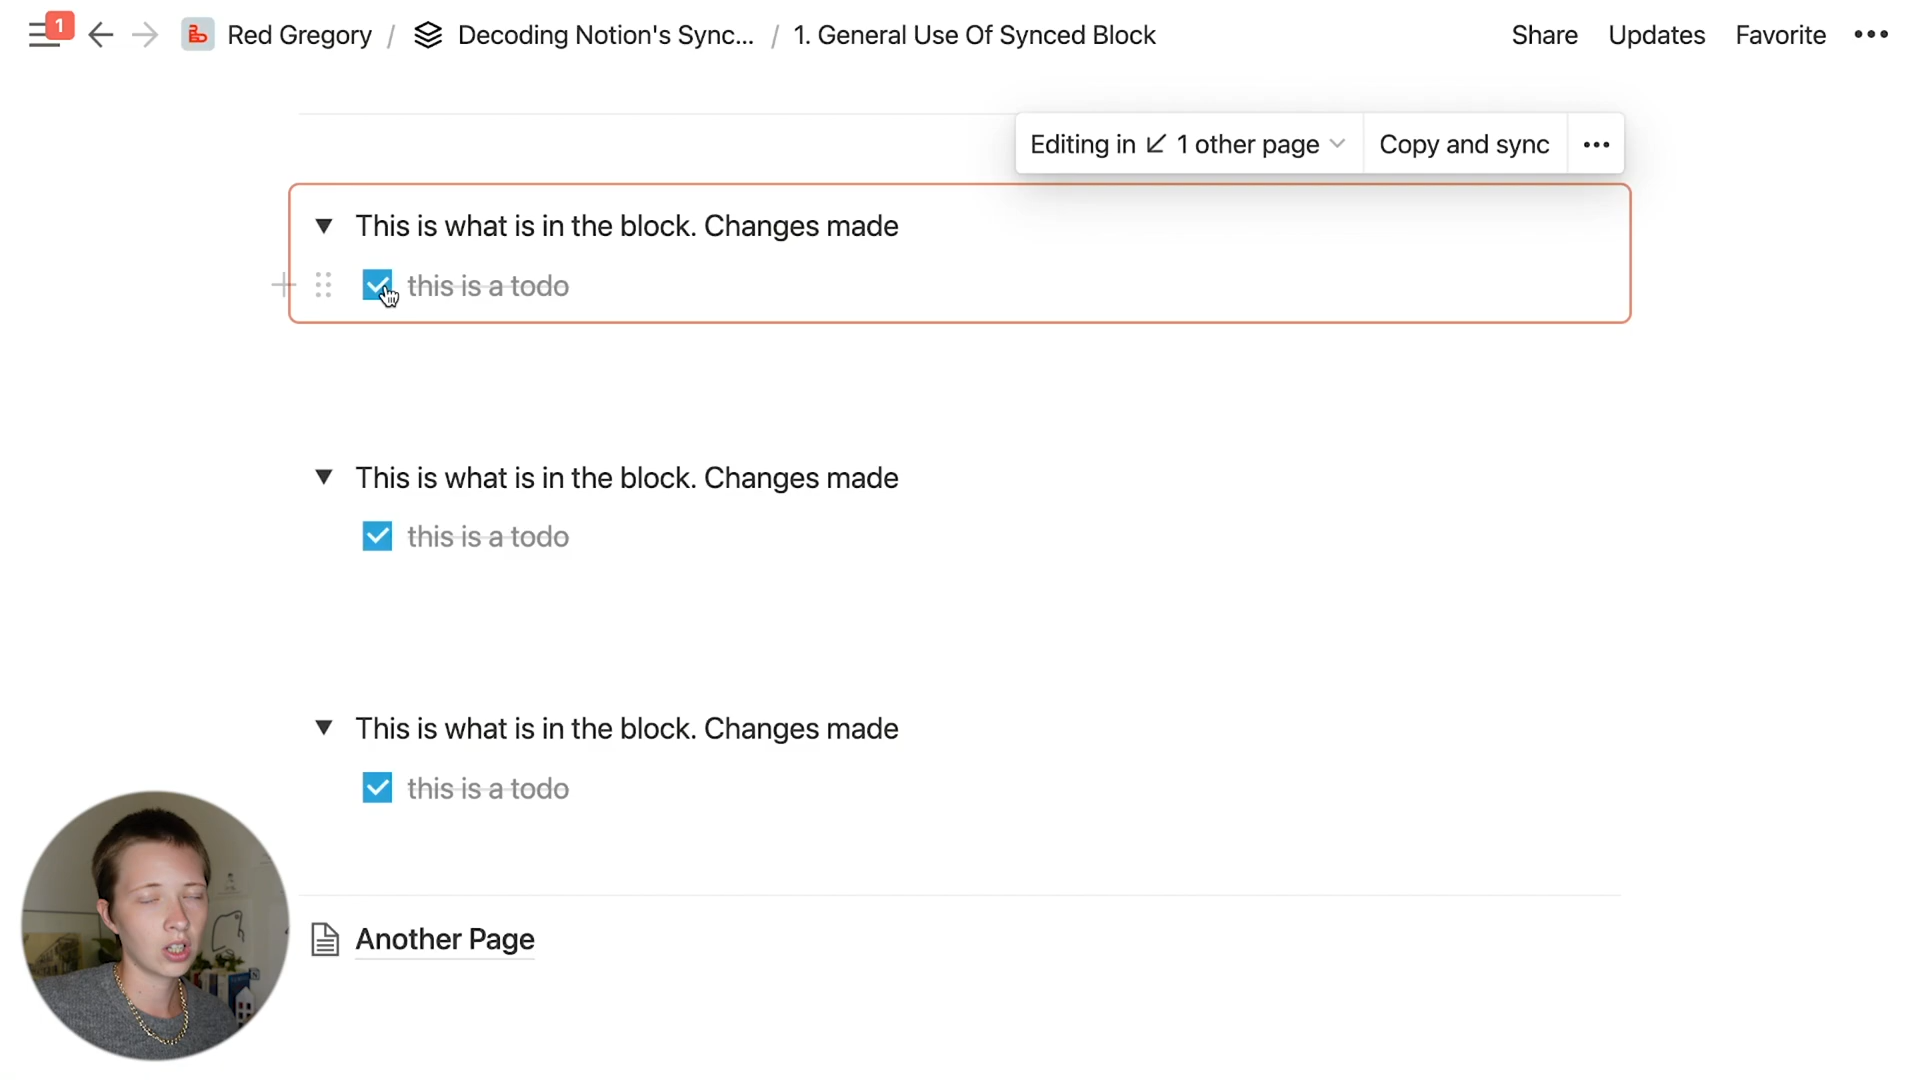 1
Red Gregory / Decoding Notion's Sync... / 1. General Use Of Synced Block
Share Updates Favorite
Editing in 1 other page Copy and sync
This is what is in the block. Changes made
this is a todo
This is what is in the block. Changes made
this is a todo
This is what is in the block. Changes made
this is a todo
Another Page